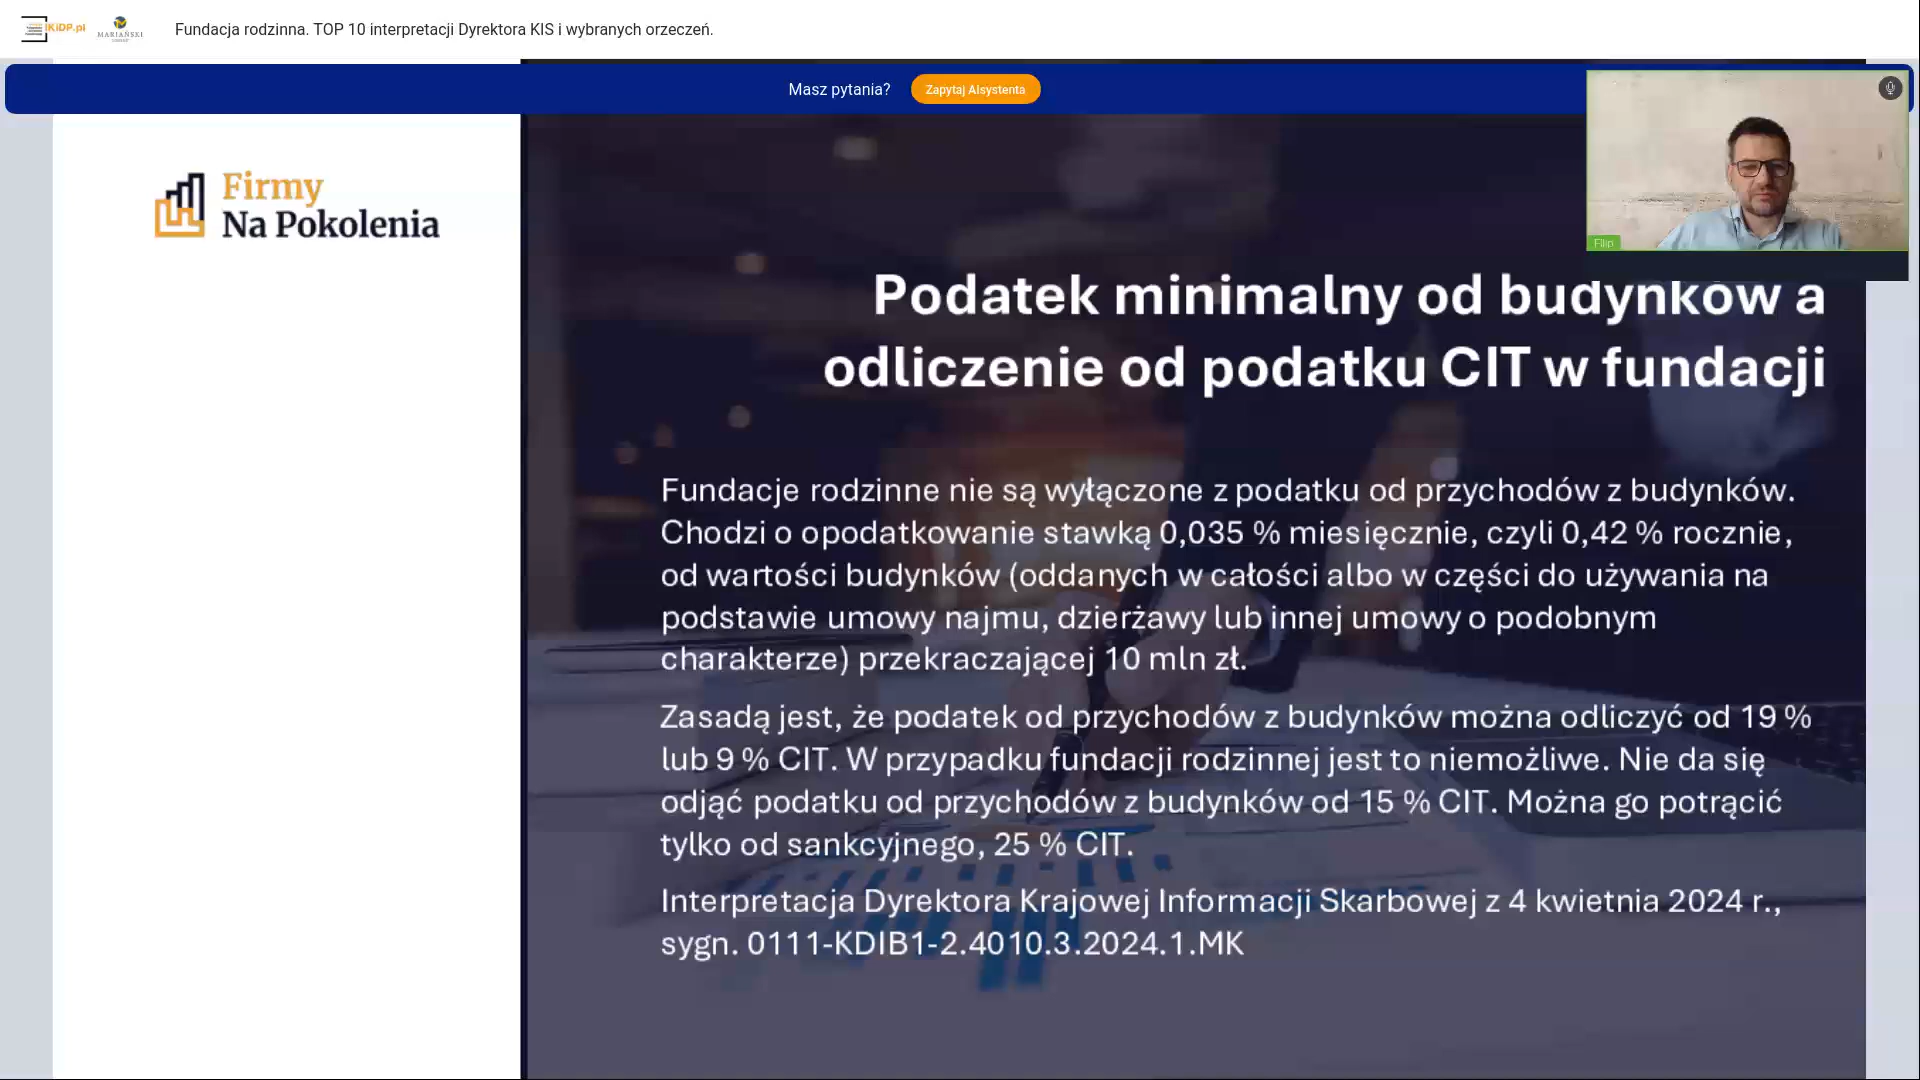 iKiDP.pl
MARIAŃSKI
Fundacja rodzinna. TOP 10 interpretacji Dyrektora KIS i wybranych orzeczeń.
Masz pytania?
Zapytaj AIsystenta
Filip
Firmy
Na Pokolenia
Podatek minimalny od budynków a
odliczenie od podatku CIT w fundacji
Fundacje rodzinne nie są wyłączone z podatku od przychodów z budynków.
Chodzi o opodatkowanie stawką 0,035 % miesięcznie, czyli 0,42 % rocznie,
od wartości budynków (oddanych w całości albo w części do używania na
podstawie umowy najmu, dzierżawy lub innej umowy o podobnym
charakterze) przekraczającej 10 mln zł.
Zasadą jest, że podatek od przychodów z budynków można odliczyć od 19 %
lub 9 % CIT. W przypadku fundacji rodzinnej jest to niemożliwe. Nie da się
odjąć podatku od przychodów z budynków od 15 % CIT. Można go potrącić
tylko od sankcyjnego, 25 % CIT.
Interpretacja Dyrektora Krajowej Informacji Skarbowej z 4 kwietnia 2024 r.,
sygn. 0111-KDIB1-2.4010.3.2024.1.MK